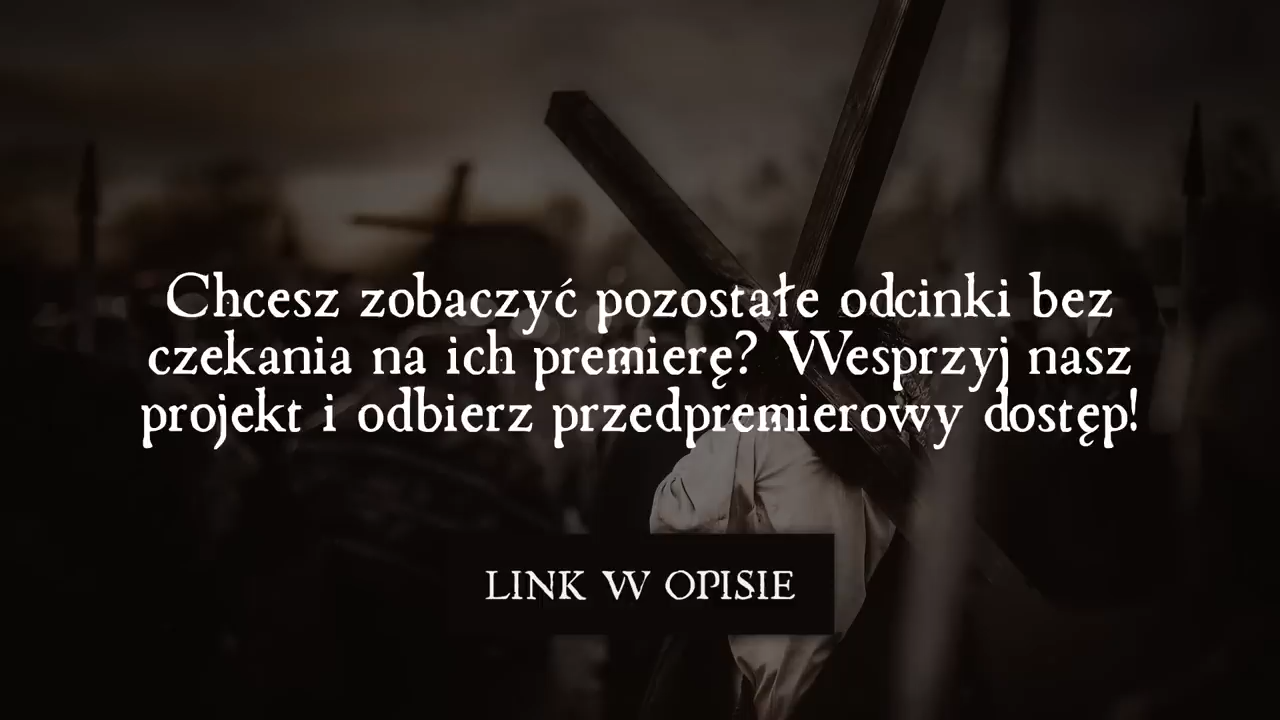 Chcesz zobaczyć pozostałe odcinki bez
czekania na ich premierę? Wesprzyj nasz
projekt i odbierz przedpremierowy dostęp!
LINK W OPISIE